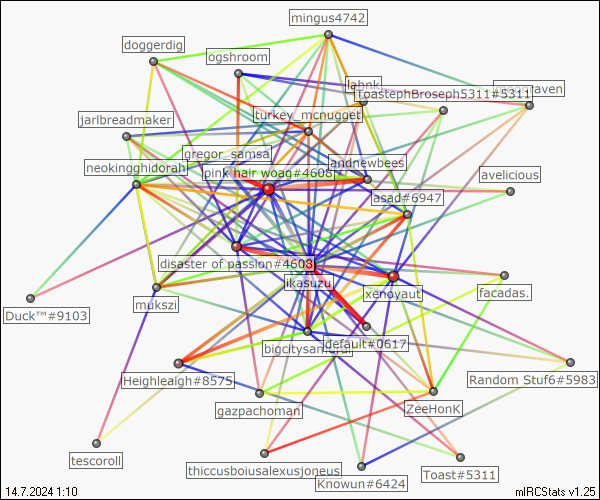 mingus4742
doggerdig
ogshroom
lahnk
ToastephBroseph5311#5311
raven
jarlbreadmaker
turkey_mcnugget
gregor_samsa
andnewbees
neokingghidorah
pink hair woag#4608
avelicious
asad#6947
disaster of passion#4608
ikasuzu
xenoyaut
facadas.
mukszi
Duck™#9103
default#0617
Heighleaigh#8575
Random Stuf6#5983
gazpachoman
ZeeHonK
tescoroll
thiccusboiusalexusjoneus
Toast#5311
Knowun#6424
14.7.2024 1:10
mIRCStats v1.25